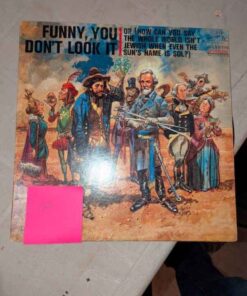 FUNNY, YOU
DON'T LOOK IT
OR (HOW CAN YOU SAY
THE WHOLE WORLD ISN'T
JEWISH WHEN EVEN THE
SUN'S NAME IS SOL?)